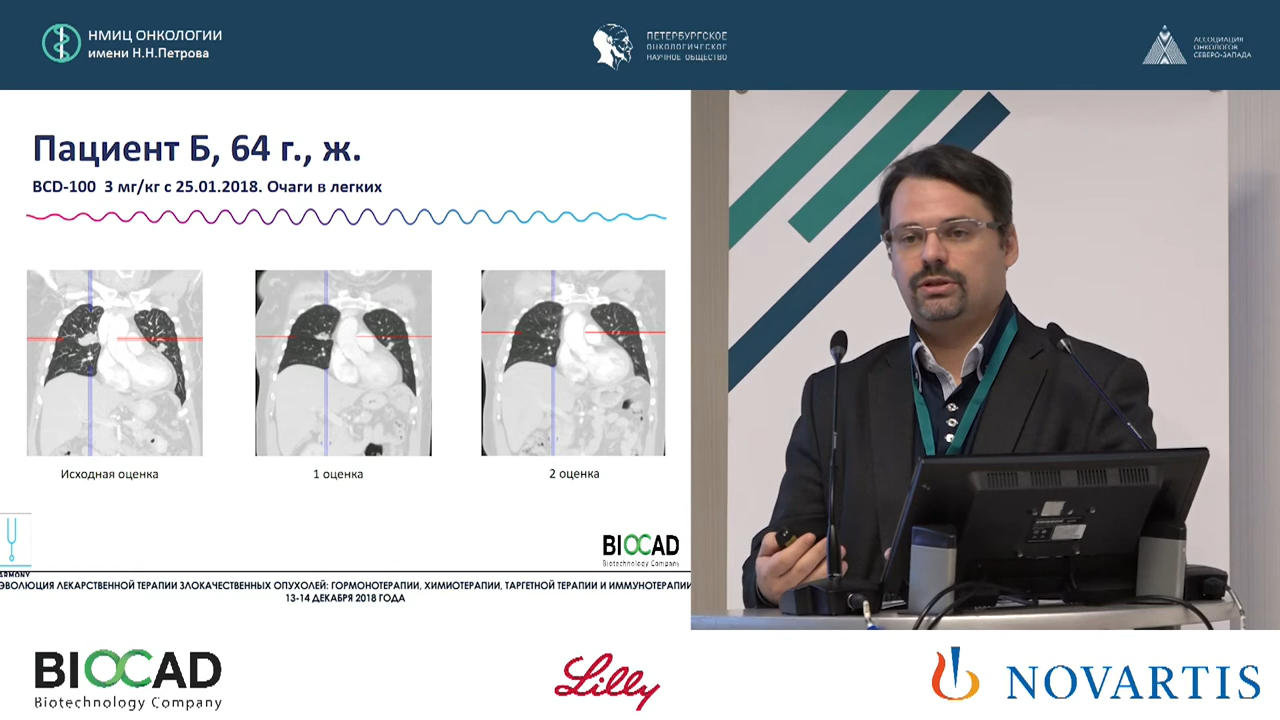 НМИЦ ОНКОЛОГИИ
имени Н.Н.Петрова
ПЕТЕРБУРГСКОЕ
ОНКОЛОГИЧЕСКОЕ
НАУЧНОЕ ОБЩЕСТВО
АССОЦИАЦИЯ
ОНКОЛОГОВ
СЕВЕРО-ЗАПАДА
Пациент Б, 64 г., ж.
BCD-100 3 мг/кг с 25.01.2018. Очаги в легких
Исходная оценка
1 оценка
2 оценка
BIOCAD
Biotechnology Company
ЭВОЛЮЦИЯ ЛЕКАРСТВЕННОЙ ТЕРАПИИ ЗЛОКАЧЕСТВЕННЫХ ОПУХОЛЕЙ: ГОРМОНОТЕРАПИИ, ХИМИОТЕРАПИИ, ТАРГЕТНОЙ ТЕРАПИИ И ИММУНОТЕРАПИИ
13-14 ДЕКАБРЯ 2018 ГОДА
BIOCAD
Biotechnology Company
Lilly
NOVARTIS